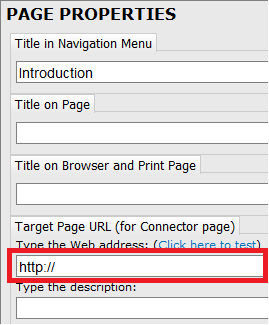 PAGE PROPERTIES
Title in Navigation Menu
Introduction
Title on Page
Title on Browser and Print Page
Target Page URL (for Connector page)
Type the Web address: (Click here to test)
http://
Type the description: